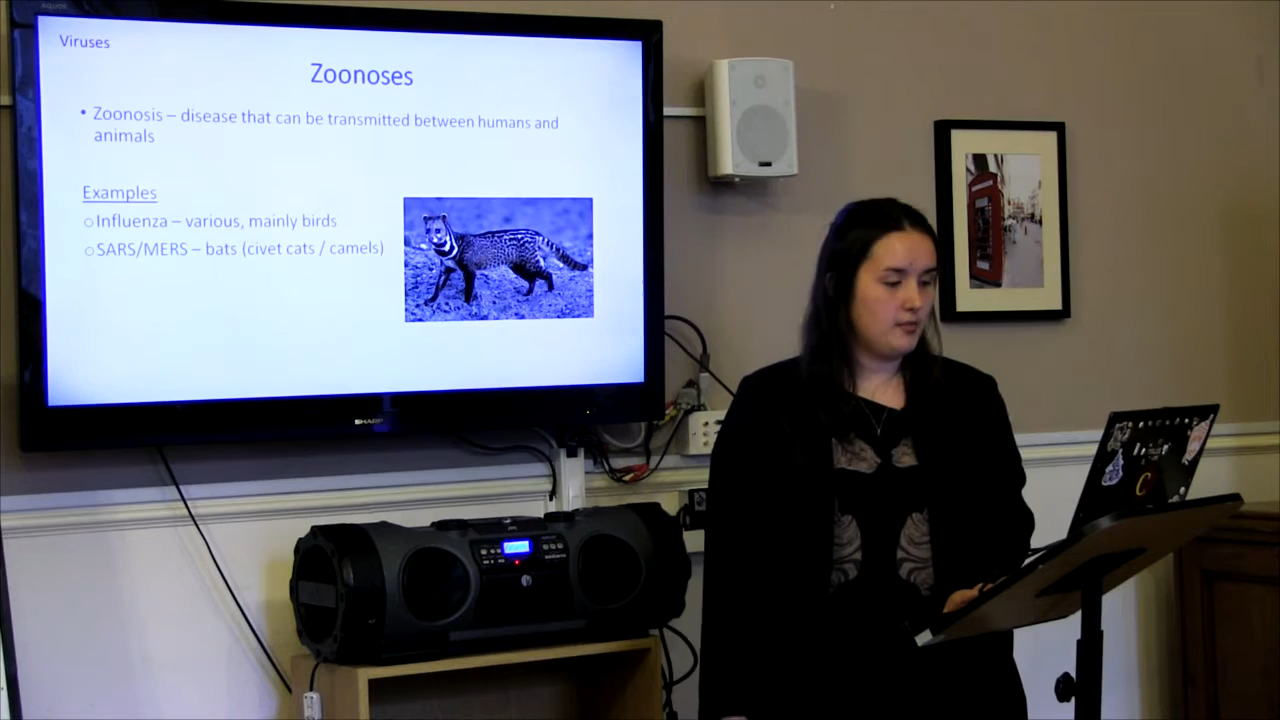 AQUOS
Viruses
Zoonoses
• Zoonosis – disease that can be transmitted between humans and
animals
Examples
○ Influenza – various, mainly birds
○ SARS/MERS – bats (civet cats / camels)
SHARP